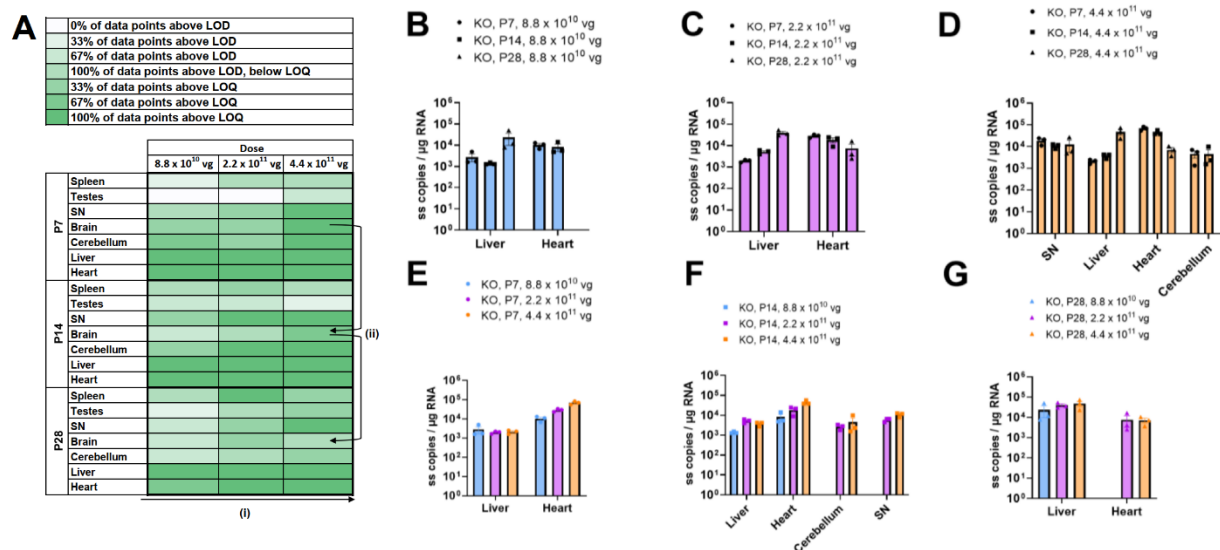 A
0% of data points above LOD
33% of data points above LOD
67% of data points above LOD
100% of data points above LOD, below LOQ
33% of data points above LOQ
67% of data points above LOQ
100% of data points above LOQ
Dose
8.8 x 10¹⁰ vg 2.2 x 10¹¹ vg 4.4 x 10¹¹ vg
P7
Spleen
Testes
SN
Brain
Cerebellum
Liver
Heart
P14
Spleen
Testes
SN
Brain
Cerebellum
Liver
Heart
P28
Spleen
Testes
SN
Brain
Cerebellum
Liver
Heart
(i)
(ii)
B
KO, P7, 8.8 x 10¹⁰ vg
KO, P14, 8.8 x 10¹⁰ vg
KO, P28, 8.8 x 10¹⁰ vg
ss copies / µg RNA
10⁶
10⁵
10⁴
10³
10²
10¹
10⁰
Liver Heart
C
KO, P7, 2.2 x 10¹¹ vg
KO, P14, 2.2 x 10¹¹ vg
KO, P28, 2.2 x 10¹¹ vg
ss copies / µg RNA
10⁶
10⁵
10⁴
10³
10²
10¹
10⁰
Liver Heart
D
KO, P7, 4.4 x 10¹¹ vg
KO, P14, 4.4 x 10¹¹ vg
KO, P28, 4.4 x 10¹¹ vg
ss copies / µg RNA
10⁶
10⁵
10⁴
10³
10²
10¹
10⁰
SN Liver Heart Cerebellum
E
KO, P7, 8.8 x 10¹⁰ vg
KO, P7, 2.2 x 10¹¹ vg
KO, P7, 4.4 x 10¹¹ vg
ss copies / µg RNA
10⁶
10⁵
10⁴
10³
10²
10¹
10⁰
Liver Heart
F
KO, P14, 8.8 x 10¹⁰ vg
KO, P14, 2.2 x 10¹¹ vg
KO, P14, 4.4 x 10¹¹ vg
ss copies / µg RNA
10⁶
10⁵
10⁴
10³
10²
10¹
10⁰
Liver Heart Cerebellum SN
G
KO, P28, 8.8 x 10¹⁰ vg
KO, P28, 2.2 x 10¹¹ vg
KO, P28, 4.4 x 10¹¹ vg
ss copies / µg RNA
10⁶
10⁵
10⁴
10³
10²
10¹
10⁰
Liver Heart